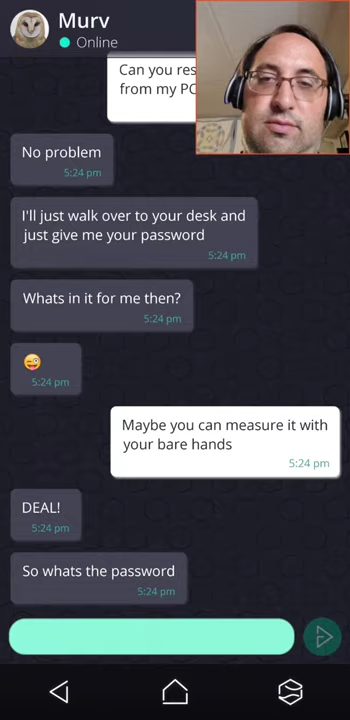 Murv
Online
Can you res
from my PC
No problem
5:24 pm
I'll just walk over to your desk and
just give me your password
5:24 pm
Whats in it for me then?
5:24 pm
5:24 pm
Maybe you can measure it with
your bare hands
5:24 pm
DEAL!
5:24 pm
So whats the password
5:24 pm